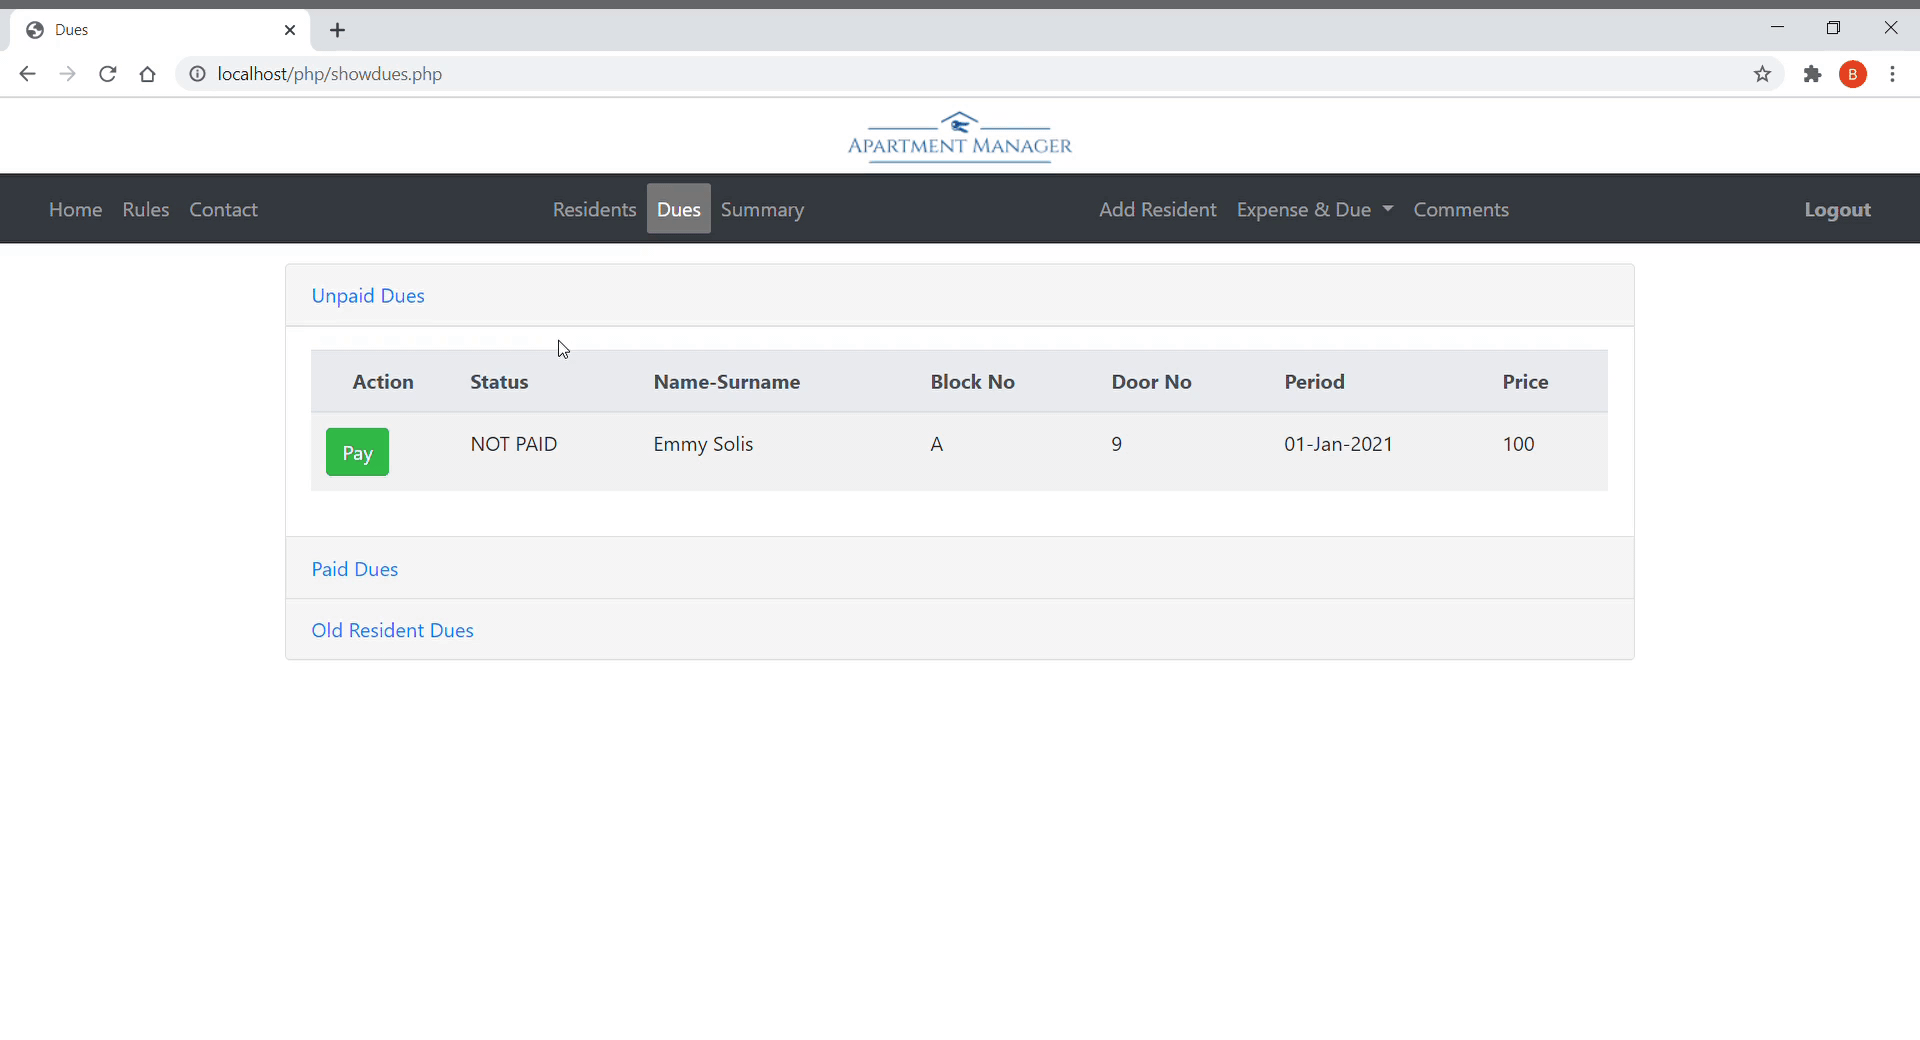 Dues
localhost/php/showdues.php
B
APARTMENT MANAGER
Home Rules Contact Residents Dues Summary Add Resident Expense & Due Comments Logout
Unpaid Dues
Action Status Name-Surname Block No Door No Period Price
Pay NOT PAID Emmy Solis A 9 01-Jan-2021 100
Paid Dues
Old Resident Dues